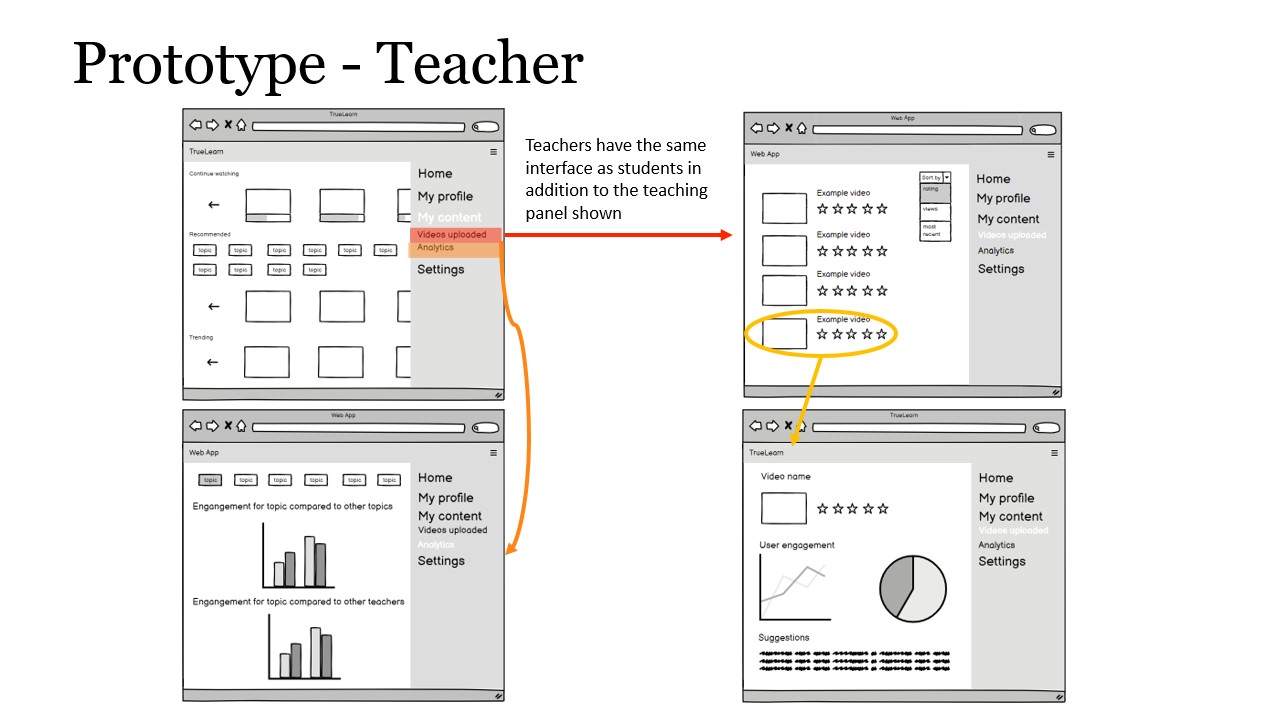 Prototype - Teacher
TrueLearn
TrueLearn
Continue watching
Recommended
topic topic topic topic topic topic
topic topic topic topic
Trending
Home
My profile
My content
Videos uploaded
Analytics
Settings
Teachers have the same
interface as students in
addition to the teaching
panel shown
Web App
Web App
Example video
Example video
Example video
Example video
Sort by
rating
views
most
recent
Home
My profile
My content
Videos uploaded
Analytics
Settings
Web App
Web App
topic topic topic topic topic topic
Engangement for topic compared to other topics
Engangement for topic compared to other teachers
Home
My profile
My content
Videos uploaded
Analytics
Settings
TrueLearn
TrueLearn
Video name
User engagement
Suggestions
Home
My profile
My content
Videos uploaded
Analytics
Settings